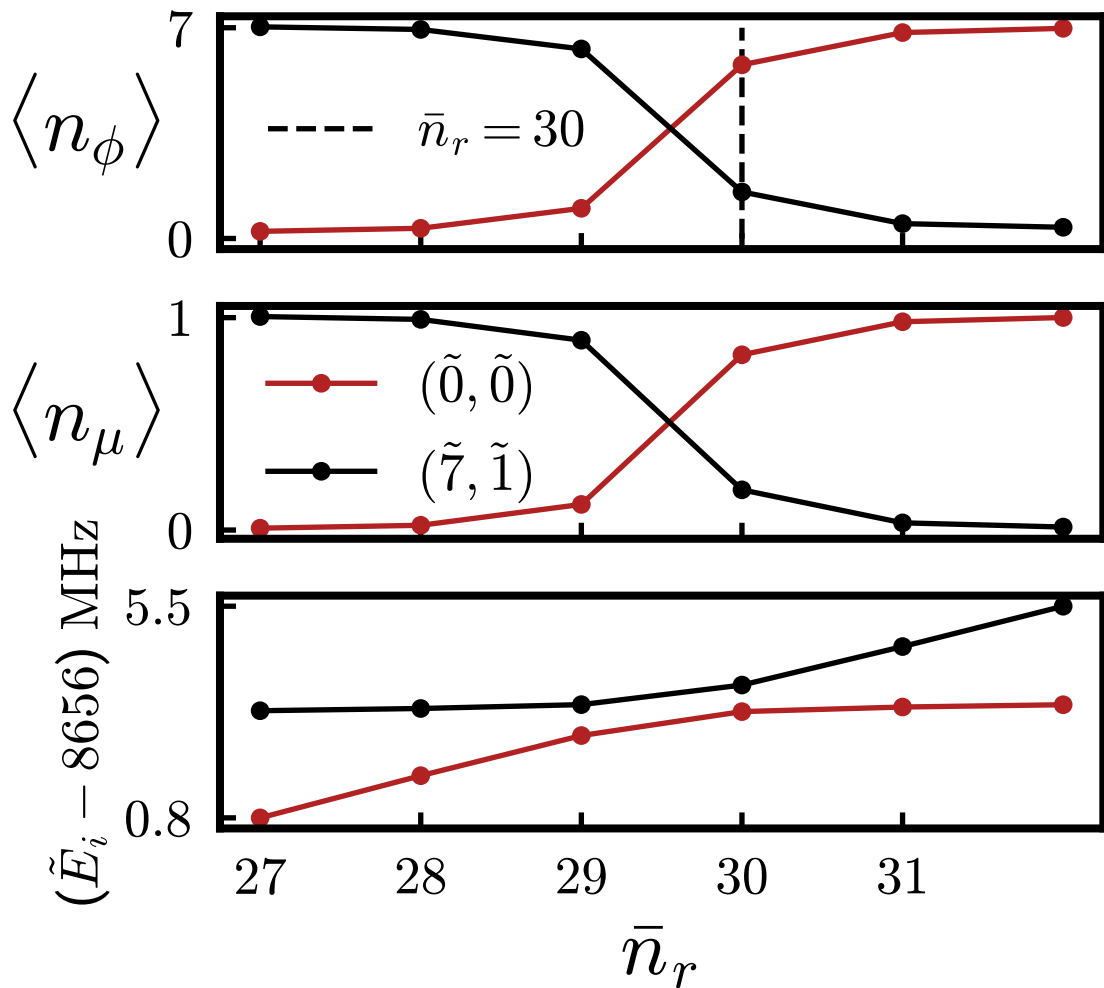 7
⟨n_ϕ⟩
n̄_r = 30
0
1
⟨n_μ⟩
(0̃, 0̃)
(7̃, 1̃)
0
(Ẽ_i − 8656) MHz
5.5
0.8
27 28 29 30 31
n̄_r